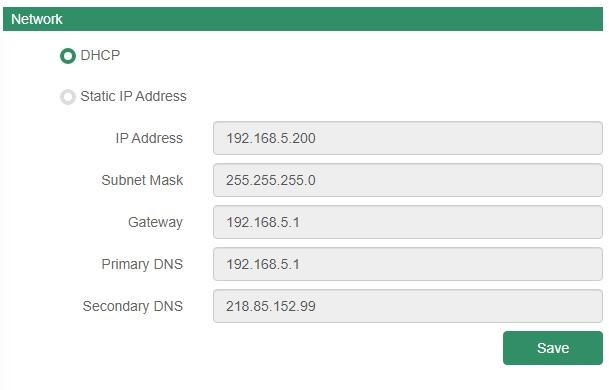 Network
DHCP
Static IP Address
IP Address 192.168.5.200
Subnet Mask 255.255.255.0
Gateway 192.168.5.1
Primary DNS 192.168.5.1
Secondary DNS 218.85.152.99
Save